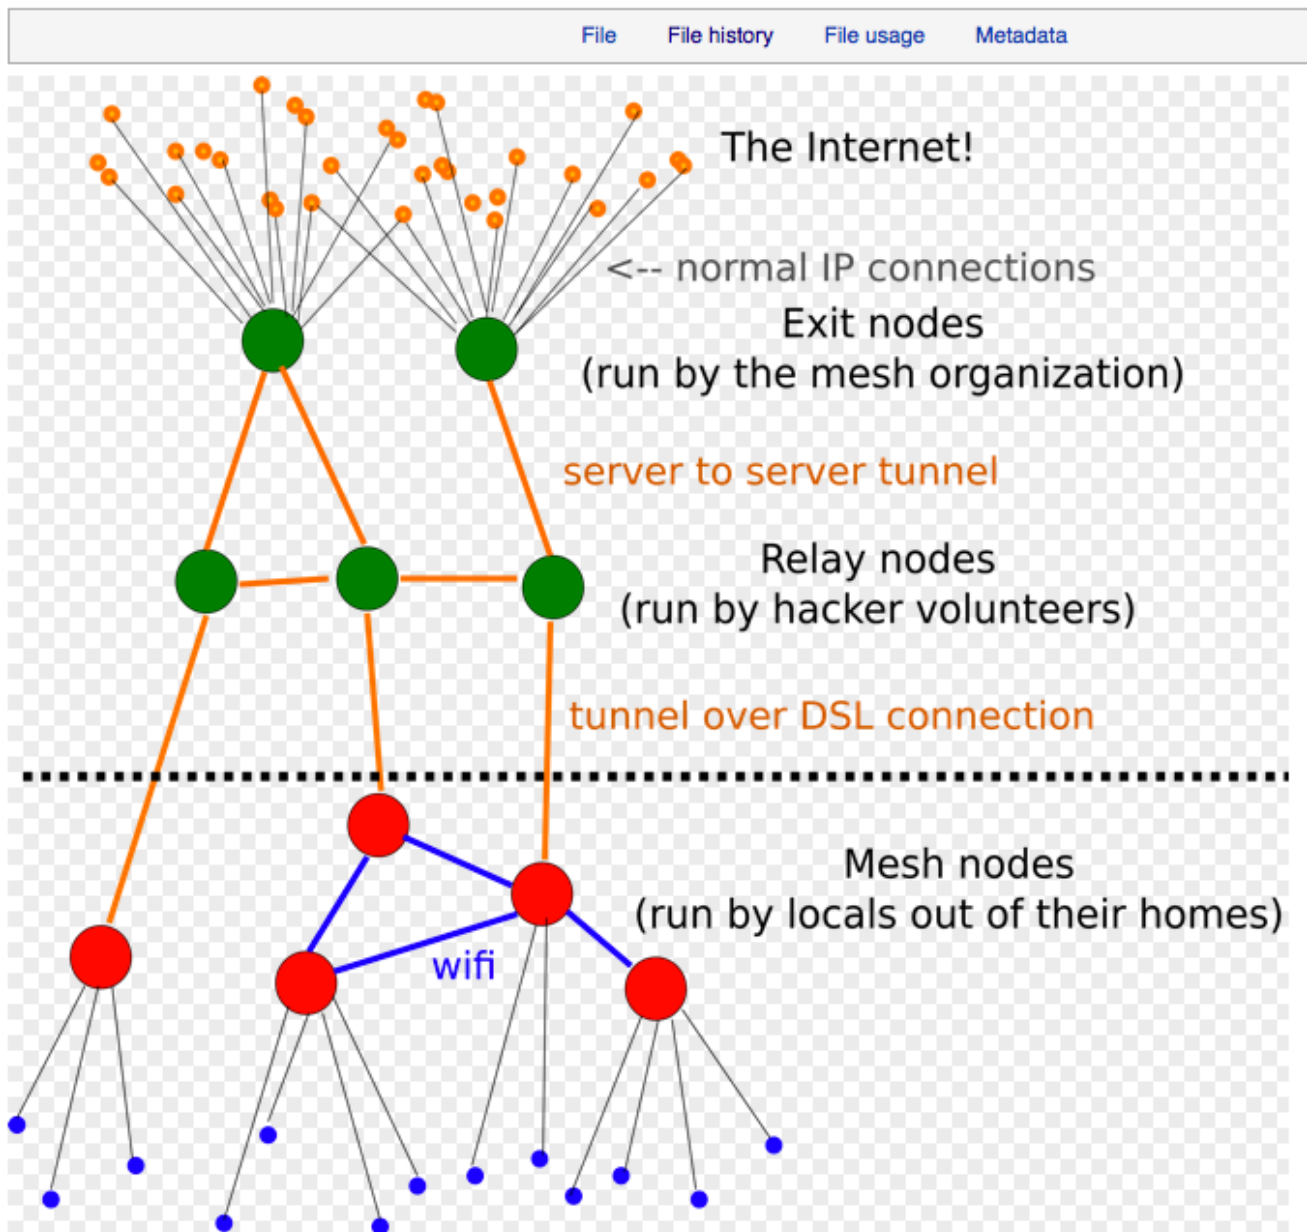 File File history File usage Metadata
The Internet!
<-- normal IP connections
Exit nodes
(run by the mesh organization)
server to server tunnel
Relay nodes
(run by hacker volunteers)
tunnel over DSL connection
Mesh nodes
(run by locals out of their homes)
wifi